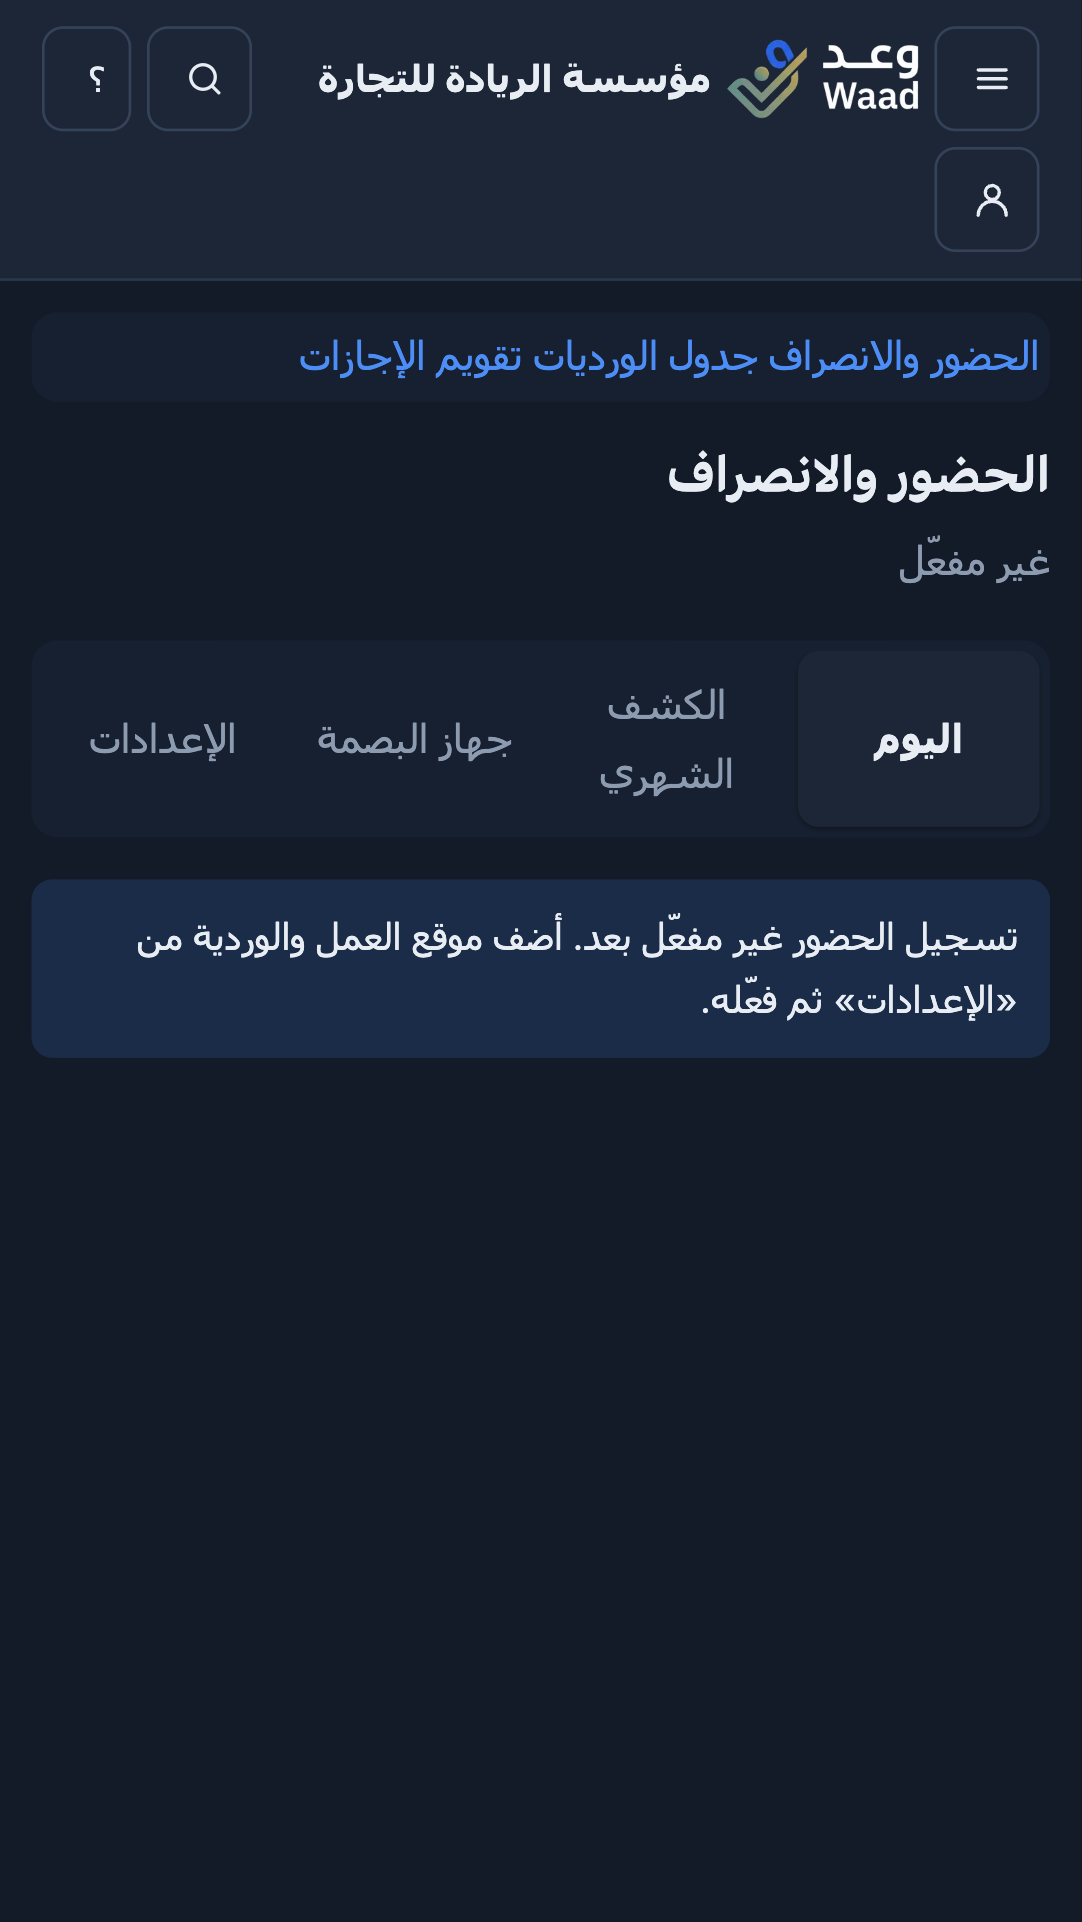 وعد
Waad
مؤسسة الريادة للتجارة
؟
الحضور والانصراف جدول الورديات تقويم الإجازات
الحضور والانصراف
غير مفعّل
اليوم
الكشف
الشهري
جهاز البصمة
الإعدادات
تسجيل الحضور غير مفعّل بعد. أضف موقع العمل والوردية من
«الإعدادات» ثم فعّله.